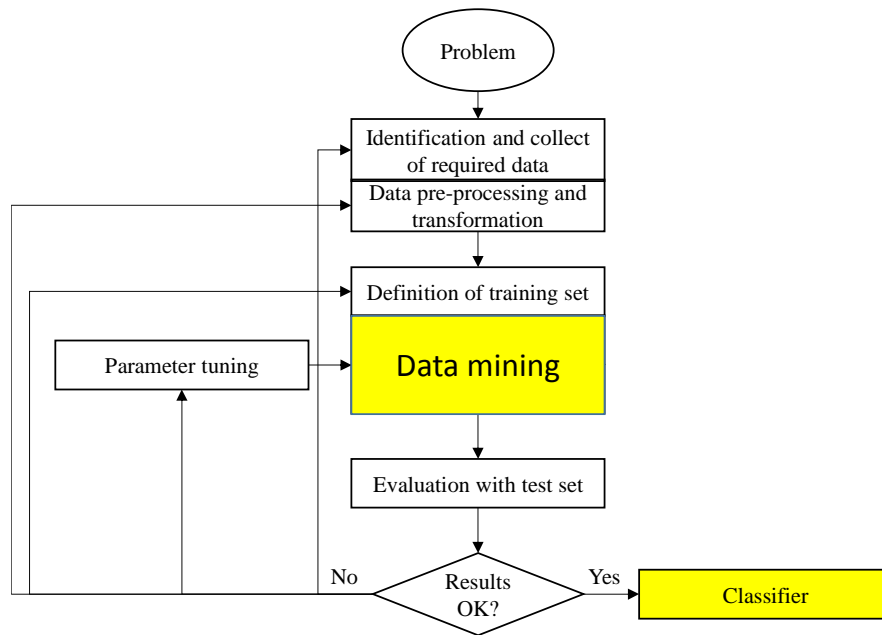 Problem
Identification and collect
of required data
Data pre-processing and
transformation
Definition of training set
Parameter tuning
Data mining
Evaluation with test set
No
Results
OK?
Yes
Classifier